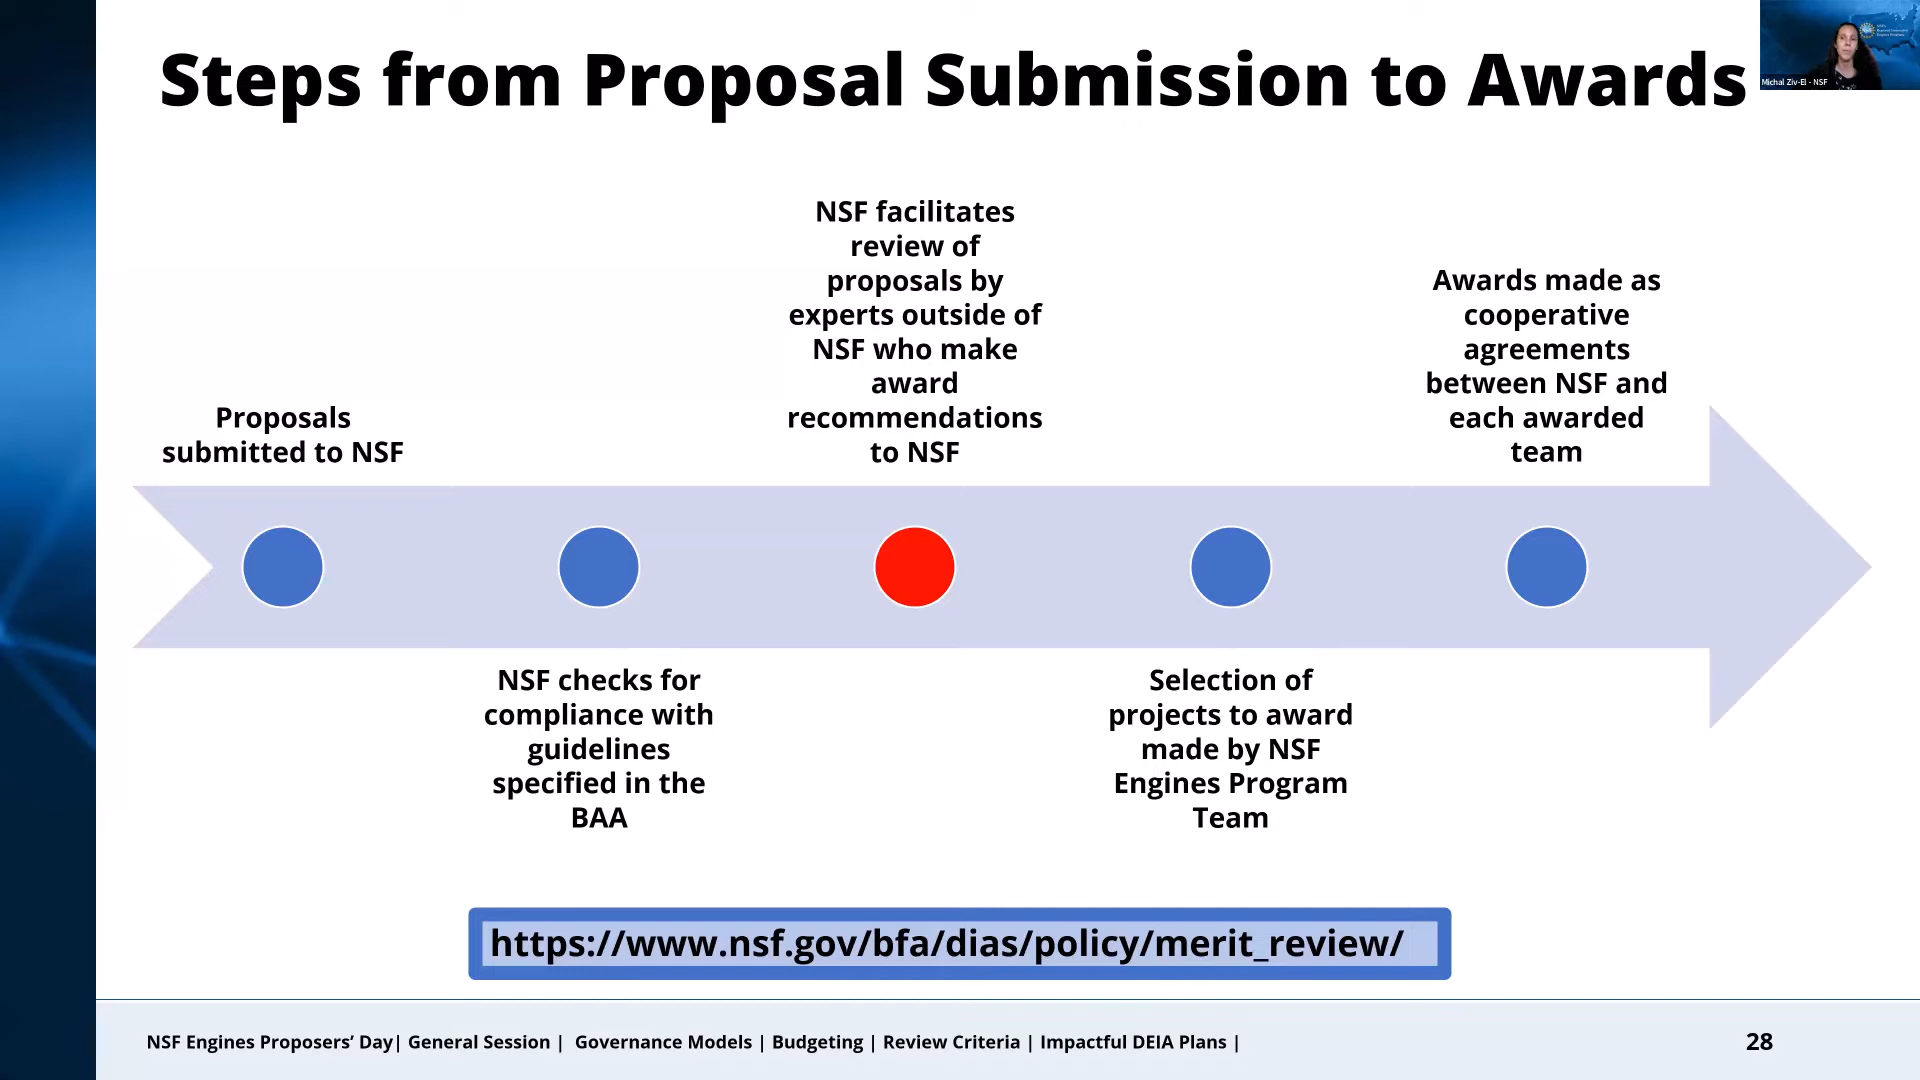 Steps from Proposal Submission to Awards
Michal Ziv-El - NSF
Proposals
submitted to NSF
NSF checks for
compliance with
guidelines
specified in the
BAA
NSF facilitates
review of
proposals by
experts outside of
NSF who make
award
recommendations
to NSF
Selection of
projects to award
made by NSF
Engines Program
Team
Awards made as
cooperative
agreements
between NSF and
each awarded
team
https://www.nsf.gov/bfa/dias/policy/merit_review/
NSF Engines Proposers’ Day| General Session | Governance Models | Budgeting | Review Criteria | Impactful DEIA Plans |
28